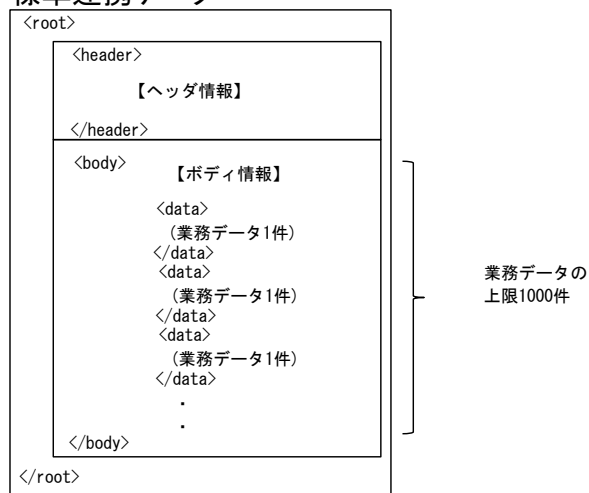 標準連携データ
<root>
<header>
【ヘッダ情報】
</header>
<body>
【ボディ情報】
<data>
(業務データ1件)
</data>
<data>
(業務データ1件)
</data>
<data>
(業務データ1件)
</data>
・
・
</body>
</root>
業務データの
上限1000件